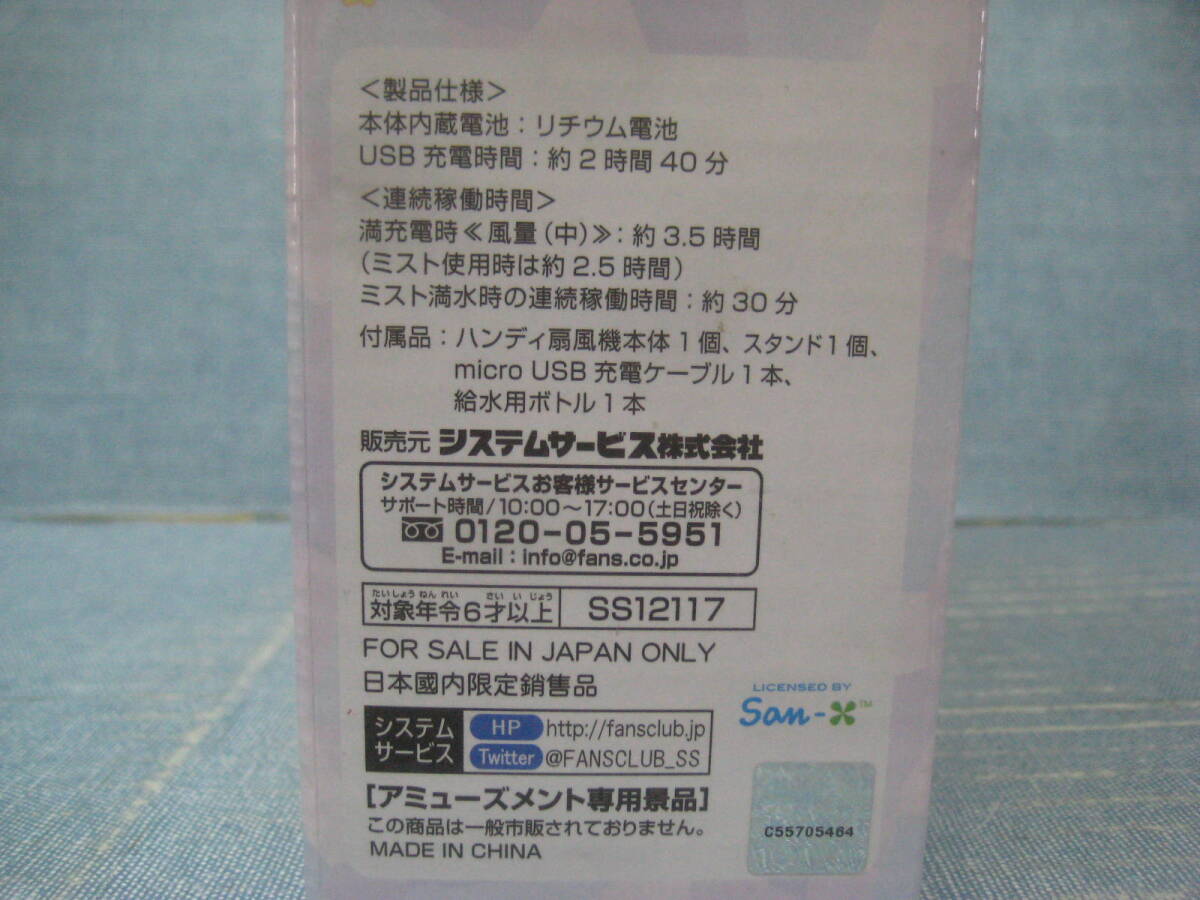 ＜製品仕様＞
本体内蔵電池：リチウム電池
USB 充電時間：約 2 時間 40 分
＜連続稼働時間＞
満充電時≪風量（中）≫：約 3.5 時間
（ミスト使用時は約 2.5 時間）
ミスト満水時の連続稼働時間：約 30 分
付属品：ハンディ扇風機本体 1 個、スタンド 1 個、
micro USB 充電ケーブル 1 本、
給水用ボトル 1 本
販売元 システムサービス株式会社
システムサービスお客様サービスセンター
サポート時間/10:00～17:00（土日祝除く）
0120-05-5951
E-mail：info@fans.co.jp
たいしょうねんれい さいいじょう
対象年令6才以上 SS12117
FOR SALE IN JAPAN ONLY
日本國内限定銷售品
LICENSED BY
San-X™
システム
サービス
HP http://fansclub.jp
Twitter @FANSCLUB_SS
［アミューズメント専用景品］
この商品は一般市販されておりません。
MADE IN CHINA
C55705464